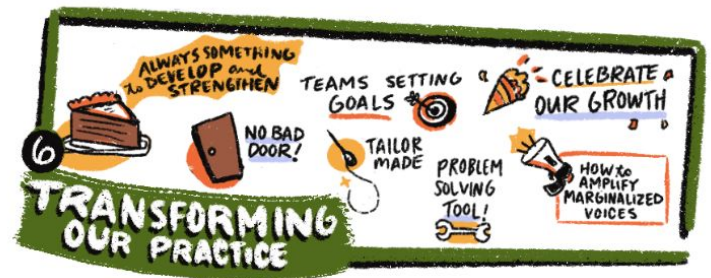 ALWAYS SOMETHING
to DEVELOP and
STRENGTHEN
NO BAD
DOOR!
TEAMS SETTING
GOALS
TAILOR
MADE
PROBLEM
SOLVING
TOOL!
CELEBRATE
OUR GROWTH
HOW to
AMPLIFY
MARGINALIZED
VOICES
6
TRANSFORMING
OUR PRACTICE